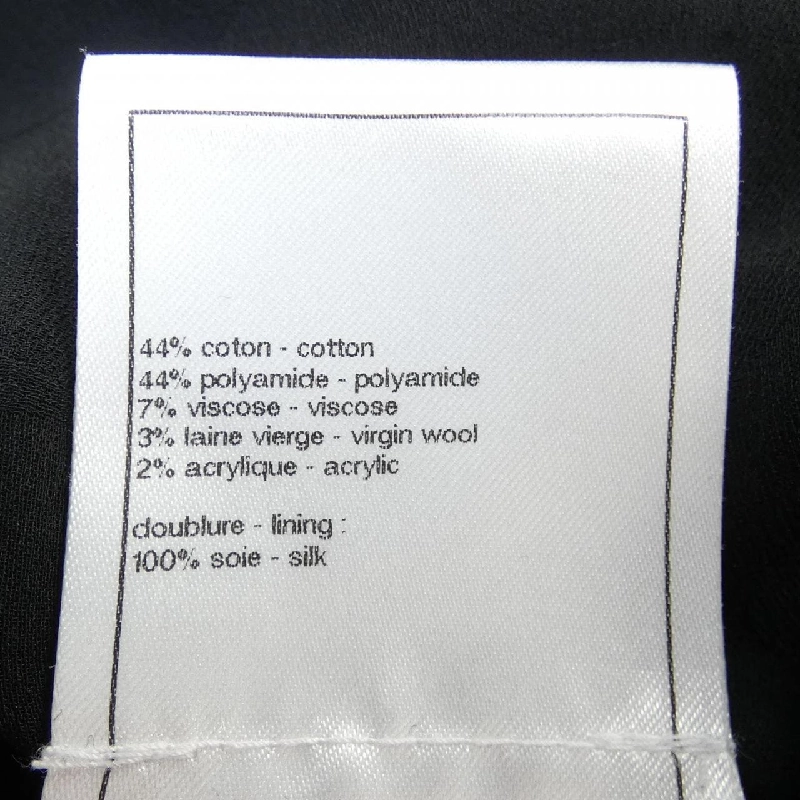 44% coton - cotton
44% polyamide - polyamide
7% viscose - viscose
3% laine vierge - virgin wool
2% acrylique - acrylic
doublure - lining :
100% soie - silk